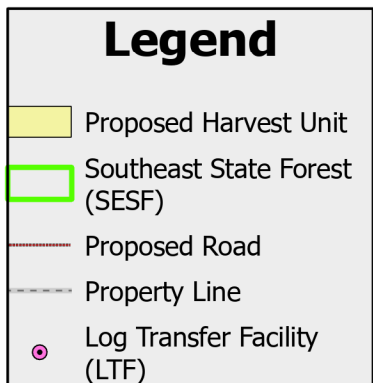 Legend
Proposed Harvest Unit
Southeast State Forest
(SESF)
Proposed Road
Property Line
Log Transfer Facility
(LTF)